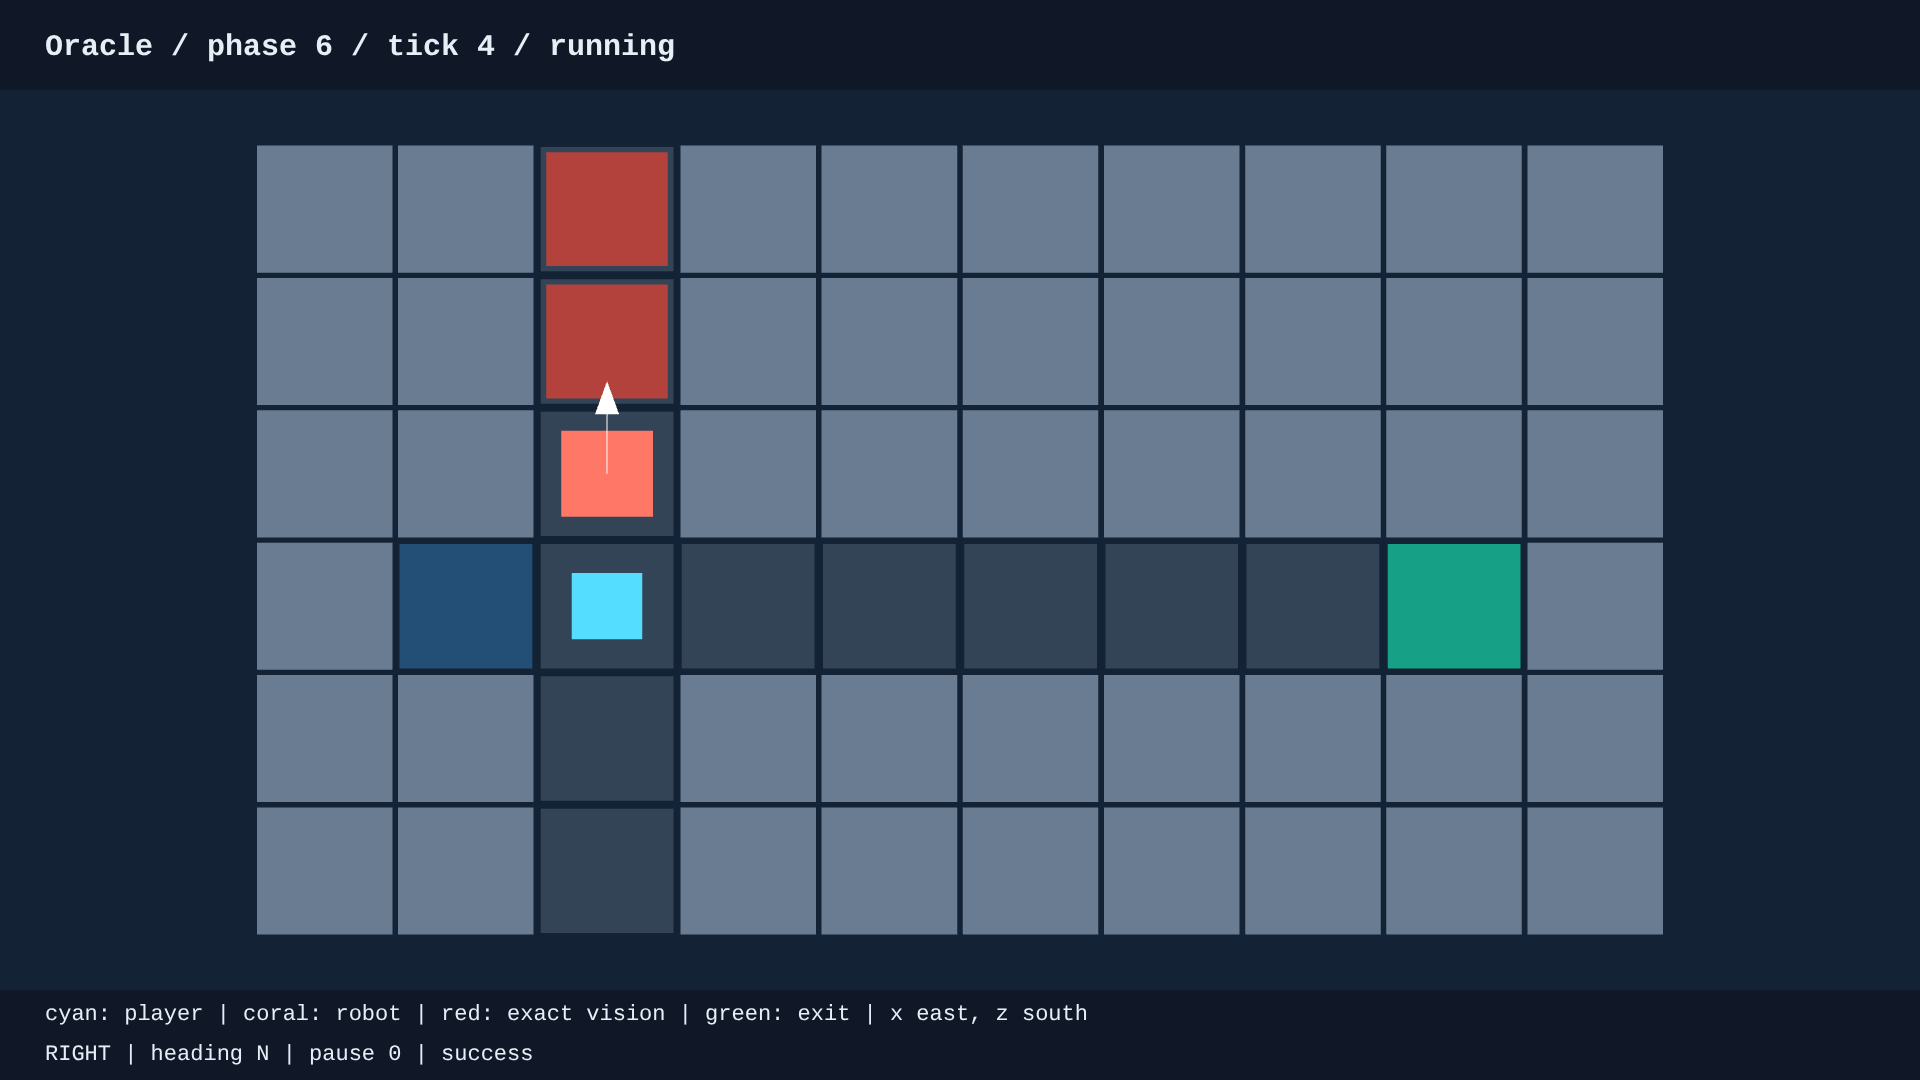 Oracle / phase 6 / tick 4 / running
cyan: player | coral: robot | red: exact vision | green: exit | x east, z south
RIGHT | heading N | pause 0 | success